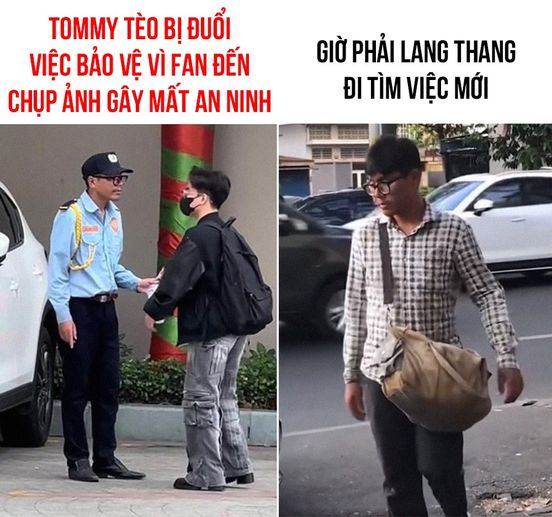 TOMMY TÈO BỊ ĐUỔI
VIỆC BẢO VỆ VÌ FAN ĐẾN
CHỤP ẢNH GÂY MẤT AN NINH
GIỜ PHẢI LANG THANG
ĐI TÌM VIỆC MỚI